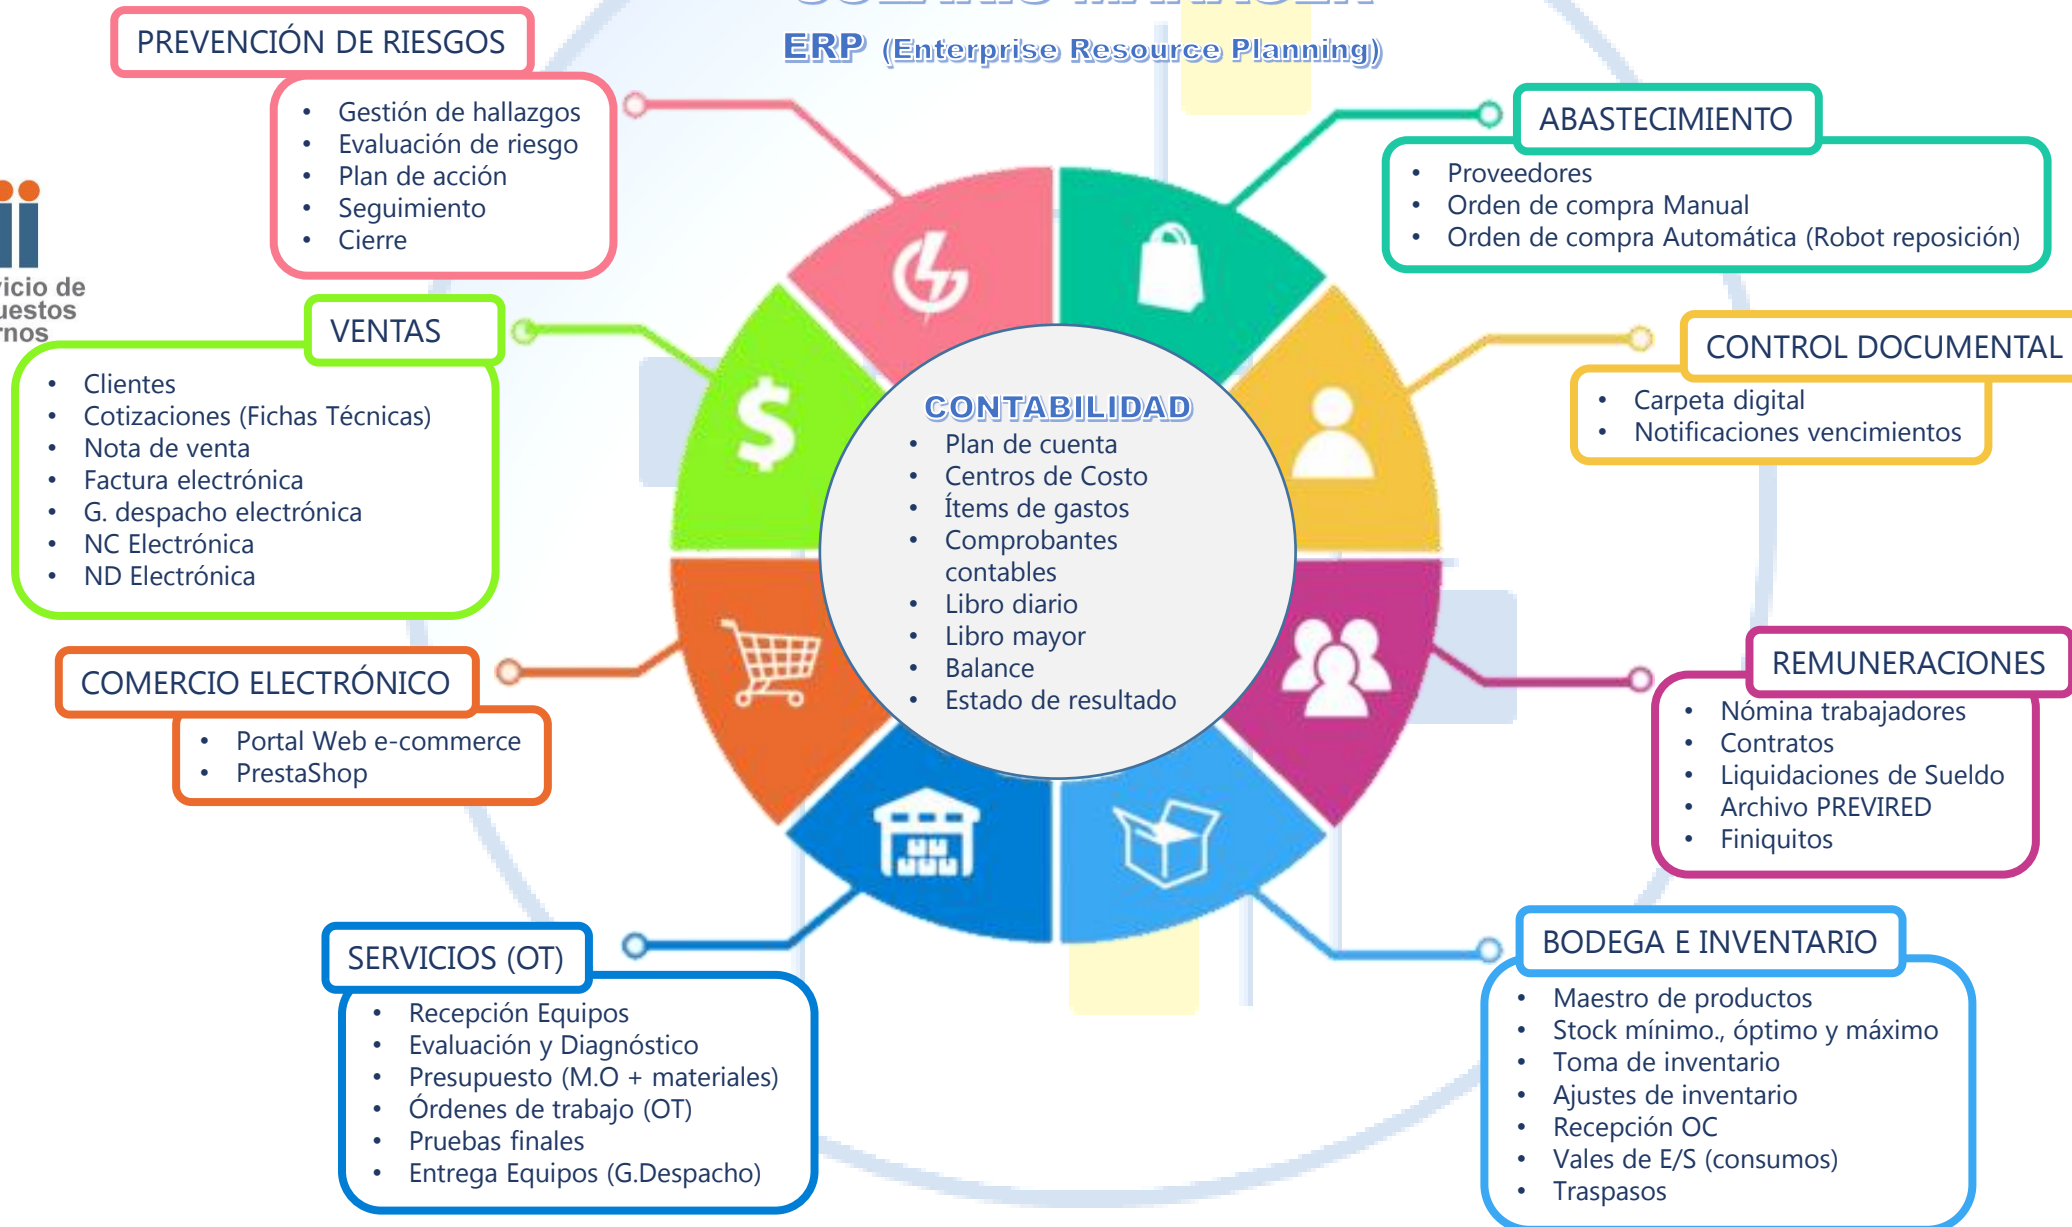 ERP (Enterprise Resource Planning)
PREVENCIÓN DE RIESGOS
• Gestión de hallazgos
• Evaluación de riesgo
• Plan de acción
• Seguimiento
• Cierre
VENTAS
• Clientes
• Cotizaciones (Fichas Técnicas)
• Nota de venta
• Factura electrónica
• G. despacho electrónica
• NC Electrónica
• ND Electrónica
COMERCIO ELECTRÓNICO
• Portal Web e-commerce
• PrestaShop
SERVICIOS (OT)
• Recepción Equipos
• Evaluación y Diagnóstico
• Presupuesto (M.O + materiales)
• Órdenes de trabajo (OT)
• Pruebas finales
• Entrega Equipos (G.Despacho)
CONTABILIDAD
• Plan de cuenta
• Centros de Costo
• Ítems de gastos
• Comprobantes
contables
• Libro diario
• Libro mayor
• Balance
• Estado de resultado
ABASTECIMIENTO
• Proveedores
• Orden de compra Manual
• Orden de compra Automática (Robot reposición)
CONTROL DOCUMENTAL
• Carpeta digital
• Notificaciones vencimientos
REMUNERACIONES
• Nómina trabajadores
• Contratos
• Liquidaciones de Sueldo
• Archivo PREVIRED
• Finiquitos
BODEGA E INVENTARIO
• Maestro de productos
• Stock mínimo., óptimo y máximo
• Toma de inventario
• Ajustes de inventario
• Recepción OC
• Vales de E/S (consumos)
• Traspasos
de